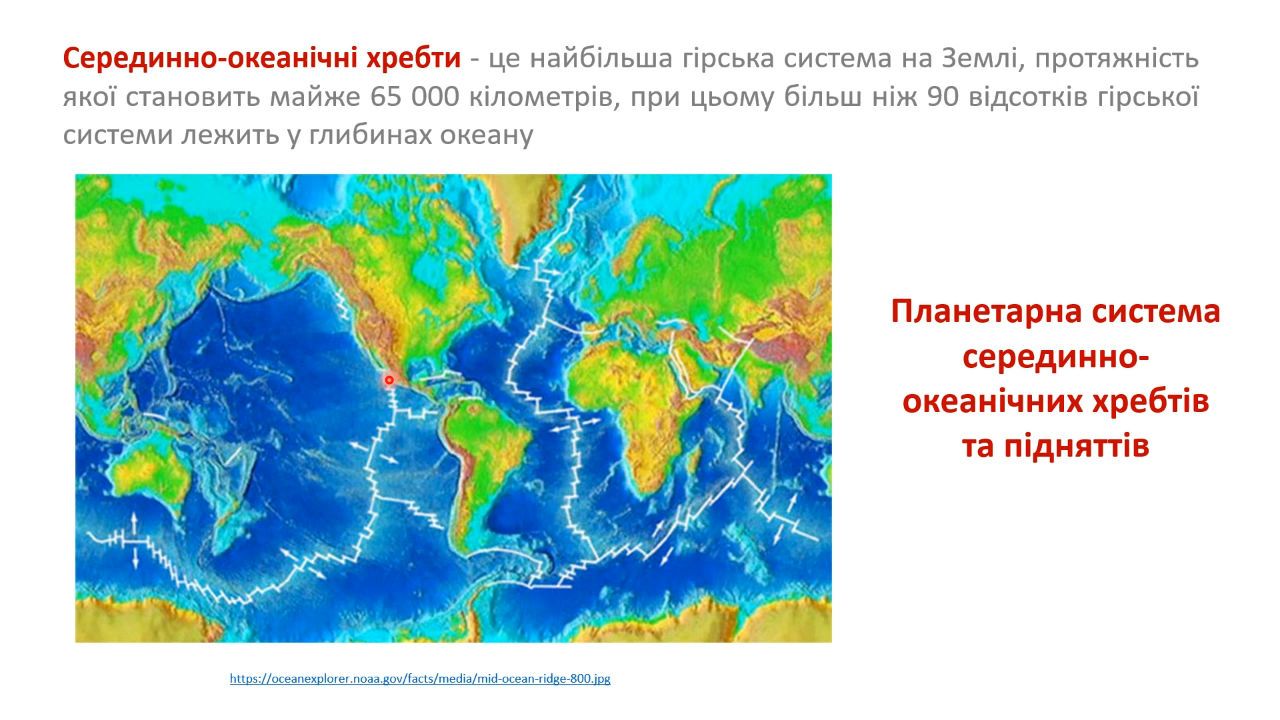 Серединно-океанічні хребти - це найбільша гірська система на Землі, протяжність
якої становить майже 65 000 кілометрів, при цьому більш ніж 90 відсотків гірської
системи лежить у глибинах океану
Планетарна система
серединно-
океанічних хребтів
та підняттів
https://oceanexplorer.noaa.gov/facts/media/mid-ocean-ridge-800.jpg